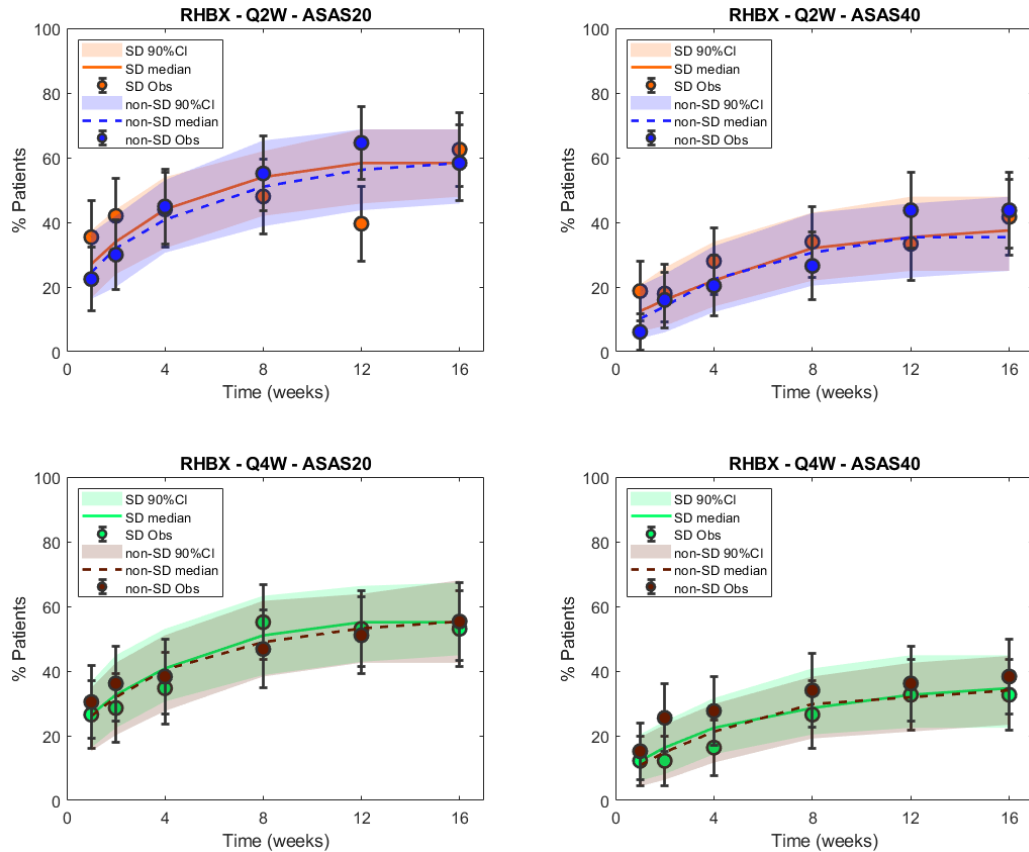 RHBX - Q2W - ASAS20
100
80
60
40
20
0
% Patients
SD 90%CI
SD median
SD Obs
non-SD 90%CI
non-SD median
non-SD Obs
0 4 8 12 16
Time (weeks)
RHBX - Q2W - ASAS40
100
80
60
40
20
0
% Patients
SD 90%CI
SD median
SD Obs
non-SD 90%CI
non-SD median
non-SD Obs
0 4 8 12 16
Time (weeks)
RHBX - Q4W - ASAS20
100
80
60
40
20
0
% Patients
SD 90%CI
SD median
SD Obs
non-SD 90%CI
non-SD median
non-SD Obs
0 4 8 12 16
Time (weeks)
RHBX - Q4W - ASAS40
100
80
60
40
20
0
% Patients
SD 90%CI
SD median
SD Obs
non-SD 90%CI
non-SD median
non-SD Obs
0 4 8 12 16
Time (weeks)